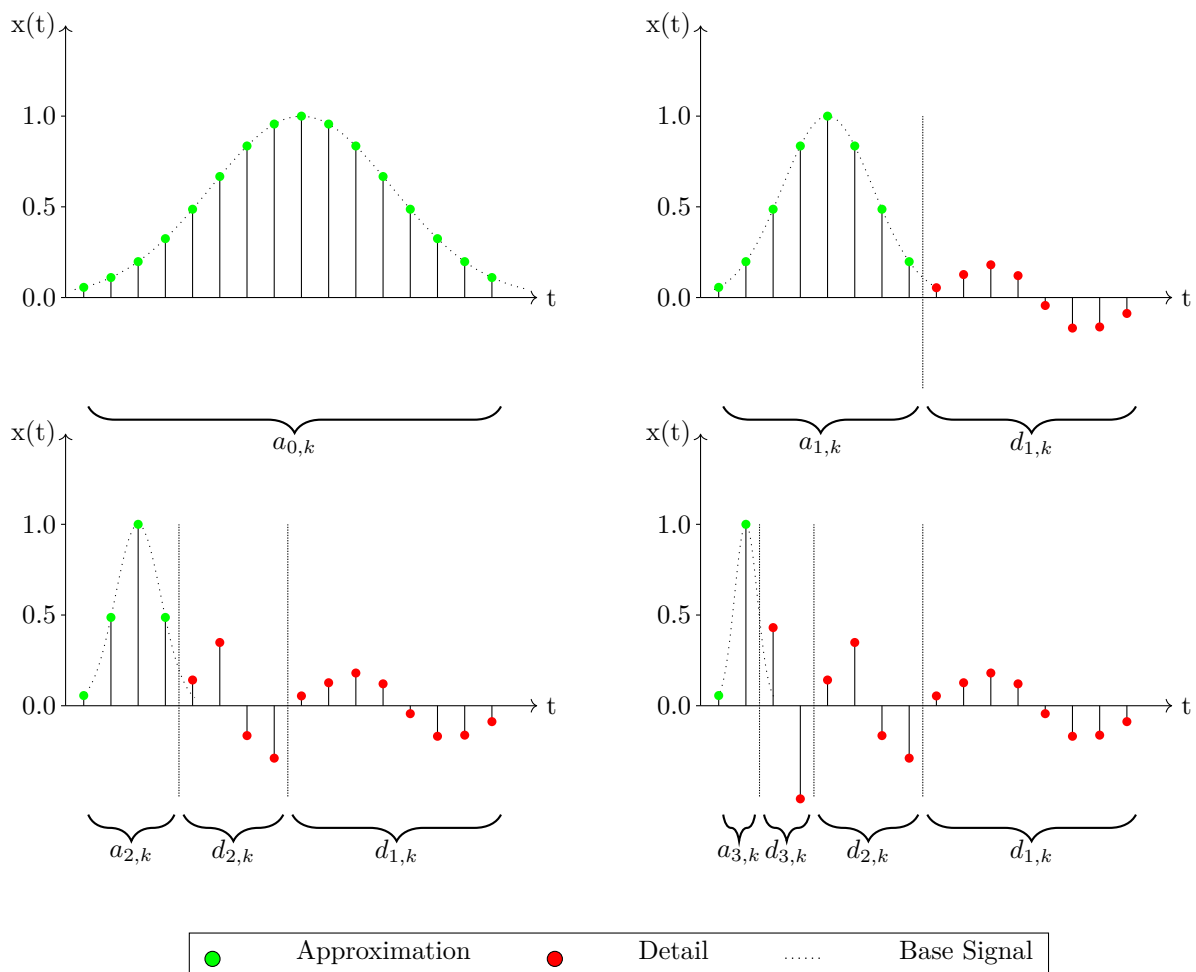 x(t)
1.0
0.5
0.0
t
a0,k
x(t)
1.0
0.5
0.0
t
a1,k d1,k
x(t)
1.0
0.5
0.0
t
a2,k d2,k d1,k
x(t)
1.0
0.5
0.0
t
a3,k d3,k d2,k d1,k
Approximation Detail Base Signal